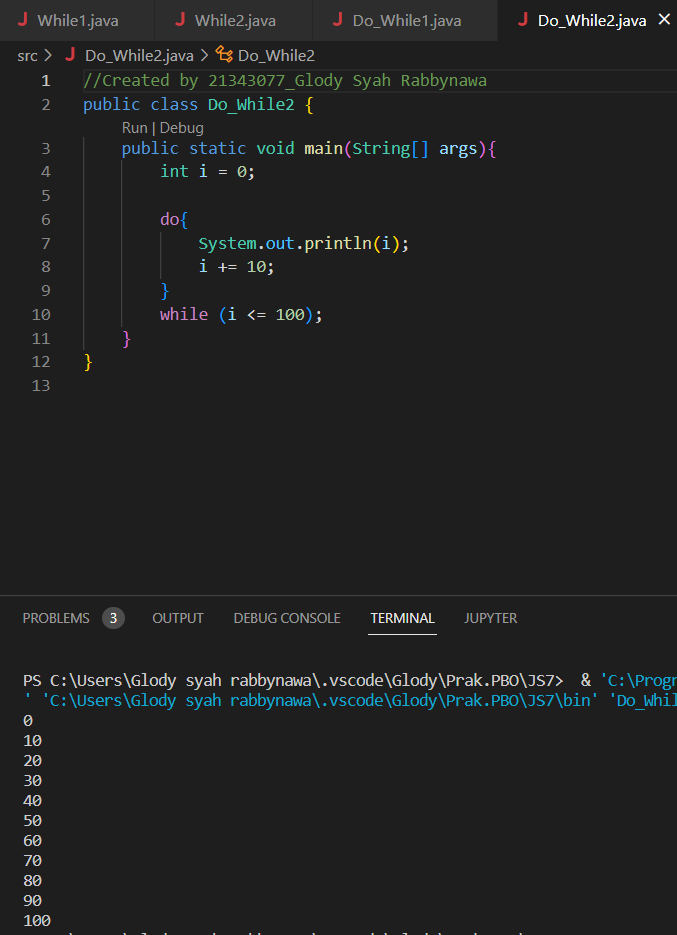 While1.java While2.java Do_While1.java Do_While2.java
src > Do_While2.java > Do_While2
1 //Created by 21343077_Glody Syah Rabbynawa
2 public class Do_While2 {
Run | Debug
3 public static void main(String[] args){
4 int i = 0;
5
6 do{
7 System.out.println(i);
8 i += 10;
9 }
10 while (i <= 100);
11 }
12 }
13
PROBLEMS 3 OUTPUT DEBUG CONSOLE TERMINAL JUPYTER
PS C:\Users\Glody syah rabbynawa\.vscode\Glody\Prak.PBO\JS7> & 'C:\Progr
' 'C:\Users\Glody syah rabbynawa\.vscode\Glody\Prak.PBO\JS7\bin' 'Do_Whil
0
10
20
30
40
50
60
70
80
90
100